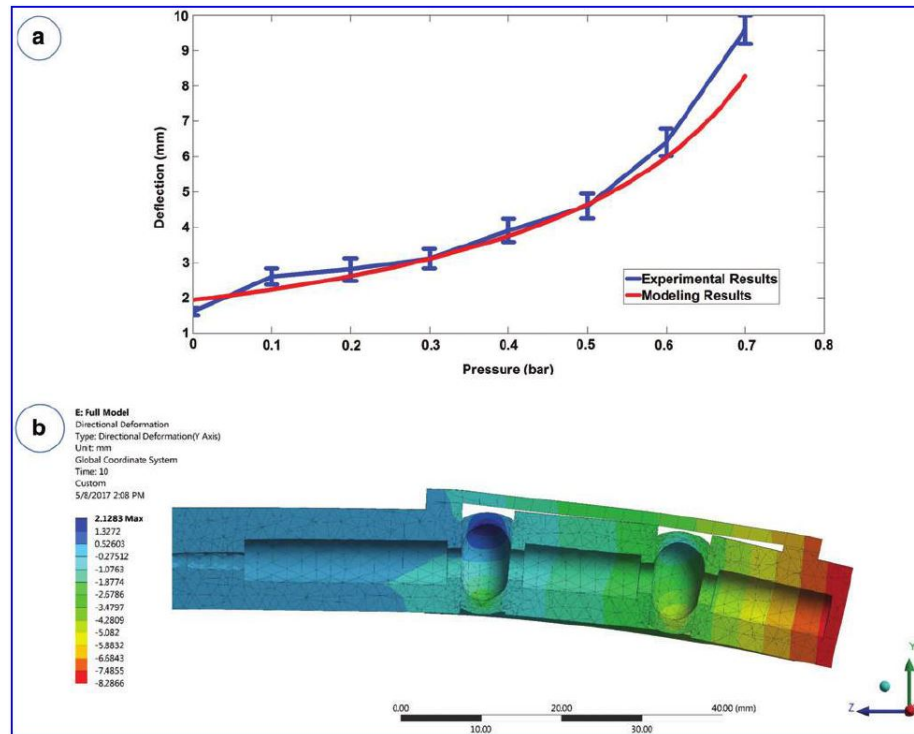 a
10
9
8
7
6
5
4
3
2
1
Deflection (mm)
0 0.1 0.2 0.3 0.4 0.5 0.6 0.7 0.8
Pressure (bar)
Experimental Results
Modeling Results
b
E: Full Model
Directional Deformation
Type: Directional Deformation(Y Axis)
Unit: mm
Global Coordinate System
Time: 10
Custom
5/8/2017 2:08 PM
2.1283 Max
1.3272
0.52603
-0.27512
-1.0763
-1.8774
-2.5786
-3.4797
-4.2809
-5.082
-5.8832
-6.5843
-7.4855
-8.2866
0.00 20.00 40.00 (mm)
10.00 30.00
Y
Z